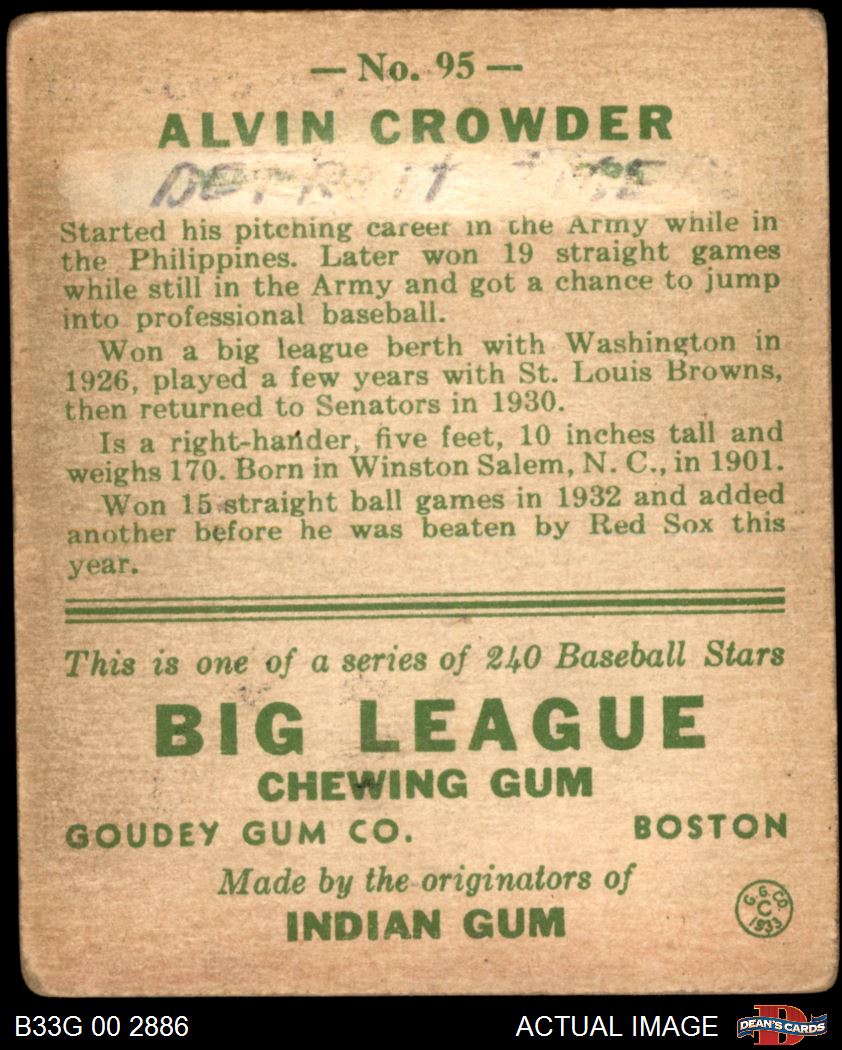 — No. 95 —
ALVIN CROWDER
DETROIT
Started his pitching career in the Army while in
the Philippines. Later won 19 straight games
while still in the Army and got a chance to jump
into professional baseball.
Won a big league berth with Washington in
1926, played a few years with St. Louis Browns,
then returned to Senators in 1930.
Is a right-hander, five feet, 10 inches tall and
weighs 170. Born in Winston Salem, N. C., in 1901.
Won 15 straight ball games in 1932 and added
another before he was beaten by Red Sox this
year.
This is one of a series of 240 Baseball Stars
BIG LEAGUE
CHEWING GUM
GOUDEY GUM CO. BOSTON
Made by the originators of
INDIAN GUM
G. G. CO.
C
1933
B33G 00 2886 ACTUAL IMAGE D DEAN'S CARDS